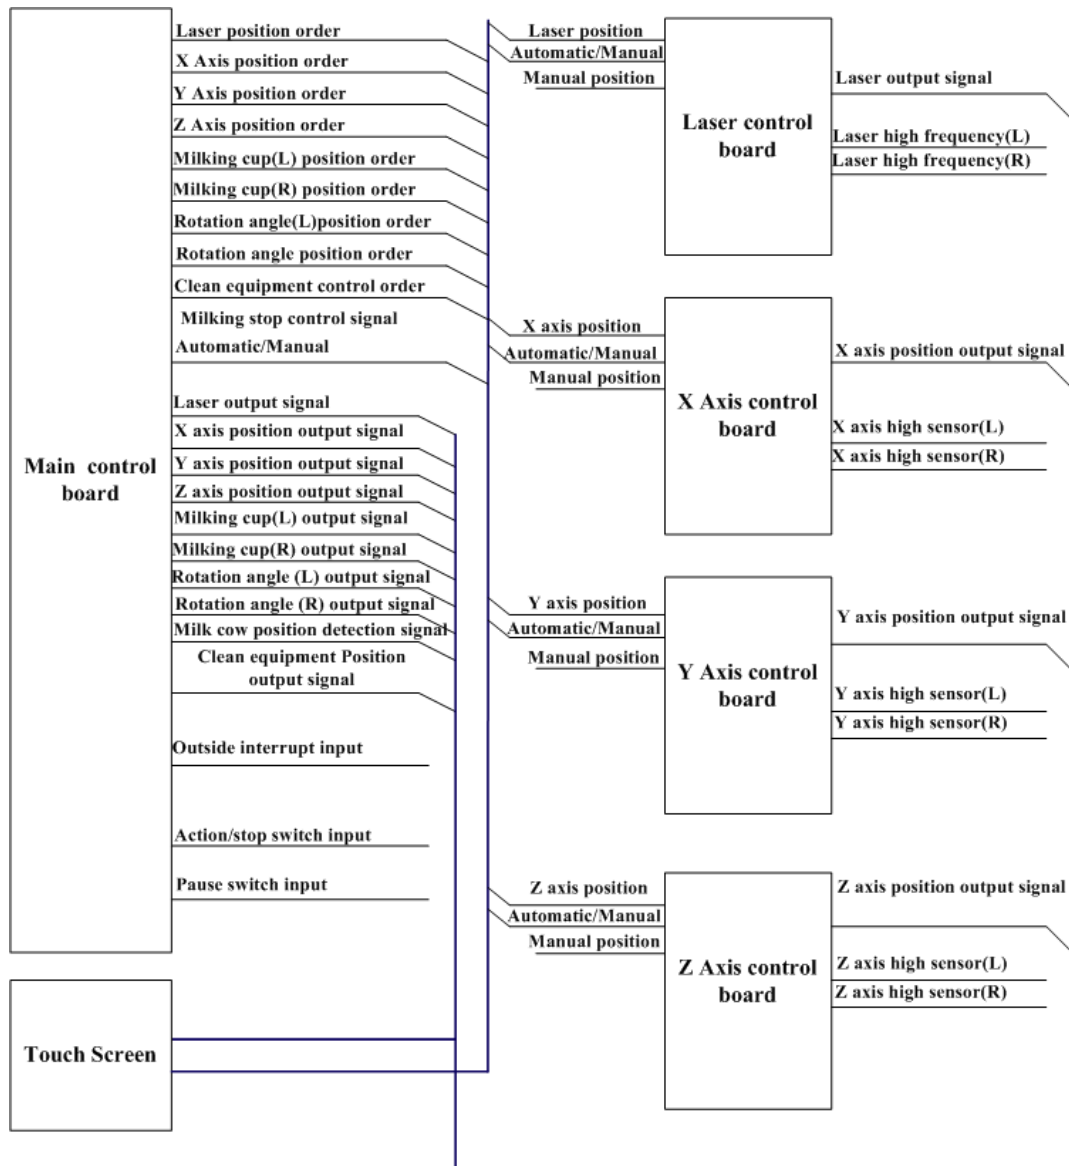 Laser position order
X Axis position order
Y Axis position order
Z Axis position order
Milking cup(L) position order
Milking cup(R) position order
Rotation angle(L)position order
Rotation angle position order
Clean equipment control order
Milking stop control signal
Automatic/Manual
Laser output signal
X axis position output signal
Y axis position output signal
Z axis position output signal
Milking cup(L) output signal
Milking cup(R) output signal
Rotation angle (L) output signal
Rotation angle (R) output signal
Milk cow position detection signal
Clean equipment Position
output signal
Outside interrupt input
Action/stop switch input
Pause switch input
Main control
board
Touch Screen
Laser position
Automatic/Manual
Manual position
Laser control
board
Laser output signal
Laser high frequency(L)
Laser high frequency(R)
X axis position
Automatic/Manual
Manual position
X Axis control
board
X axis position output signal
X axis high sensor(L)
X axis high sensor(R)
Y axis position
Automatic/Manual
Manual position
Y Axis control
board
Y axis position output signal
Y axis high sensor(L)
Y axis high sensor(R)
Z axis position
Automatic/Manual
Manual position
Z Axis control
board
Z axis position output signal
Z axis high sensor(L)
Z axis high sensor(R)